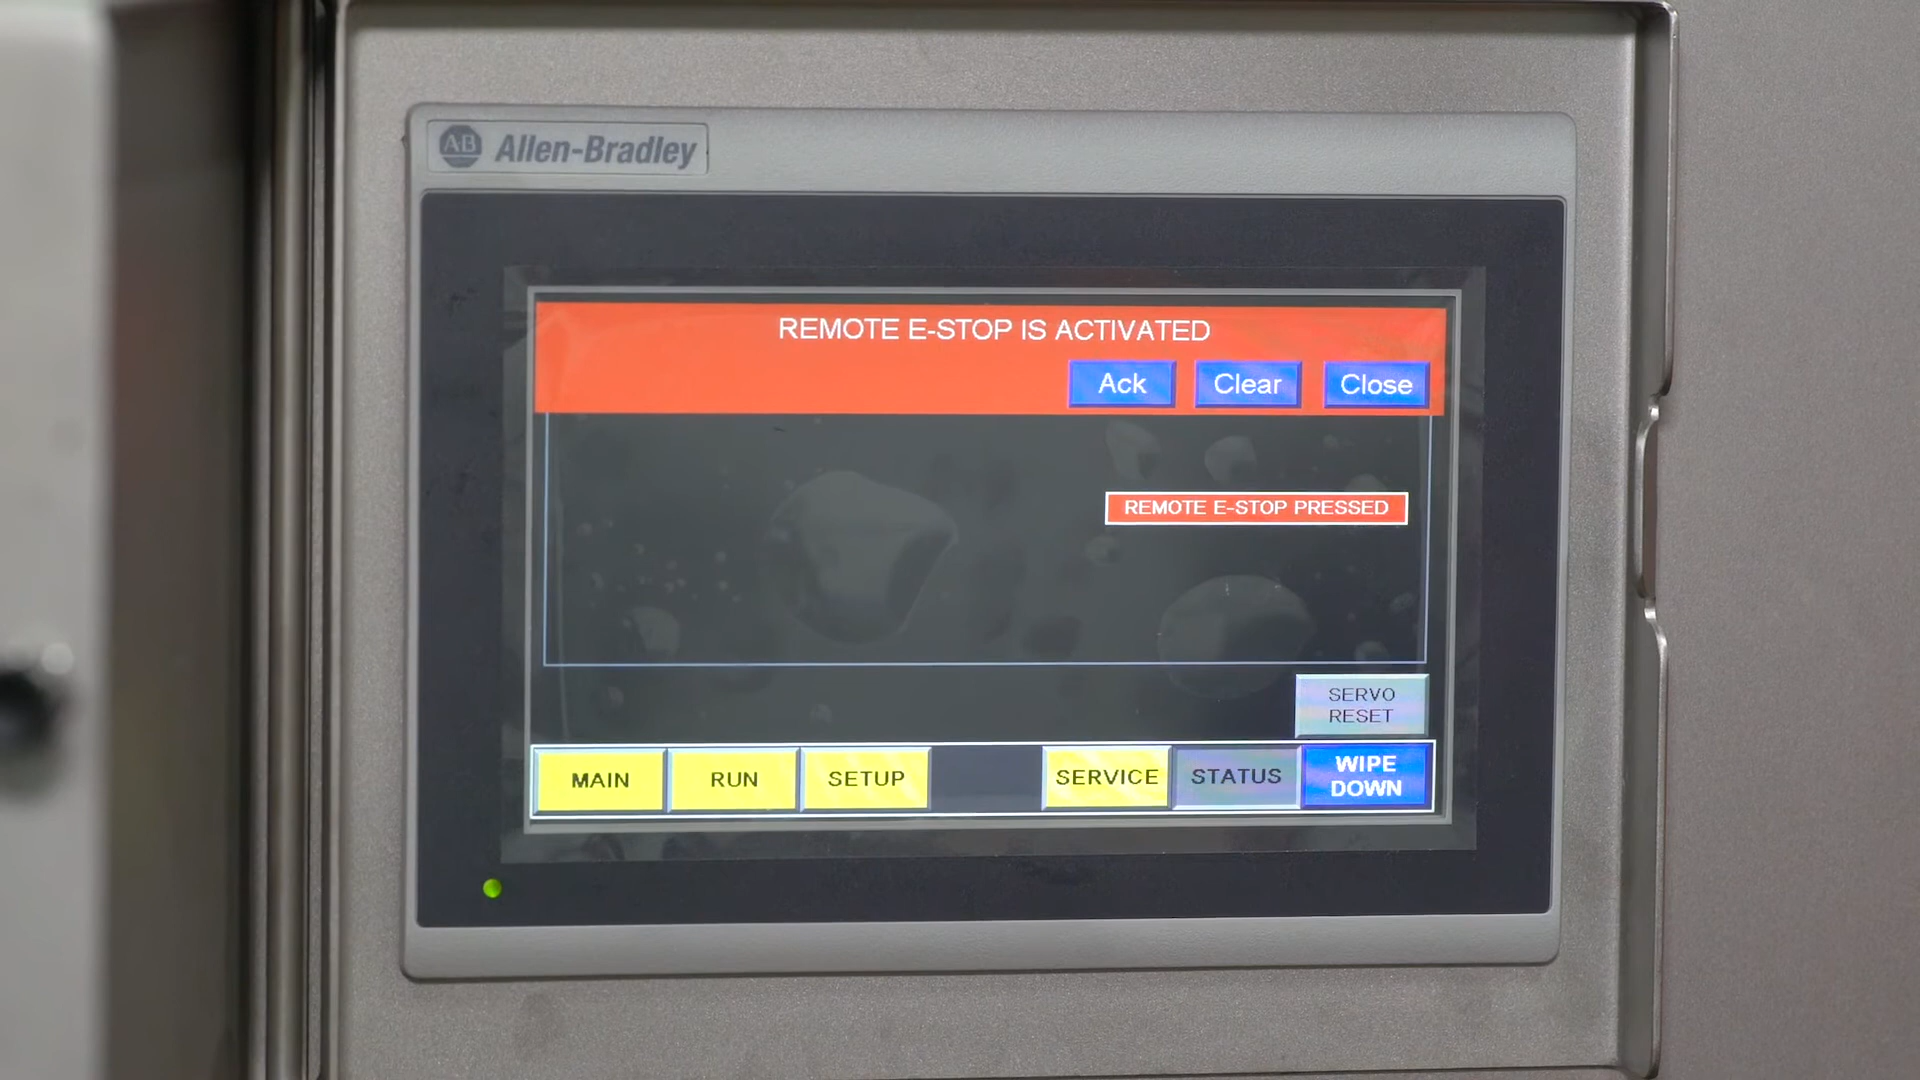 AB Allen-Bradley
REMOTE E-STOP IS ACTIVATED
Ack Clear Close
REMOTE E-STOP PRESSED
SERVO
RESET
MAIN RUN SETUP SERVICE STATUS WIPE
DOWN